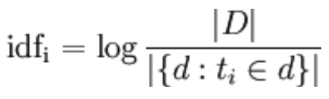 idf_i = log |D| / |{d : t_i ∈ d}|